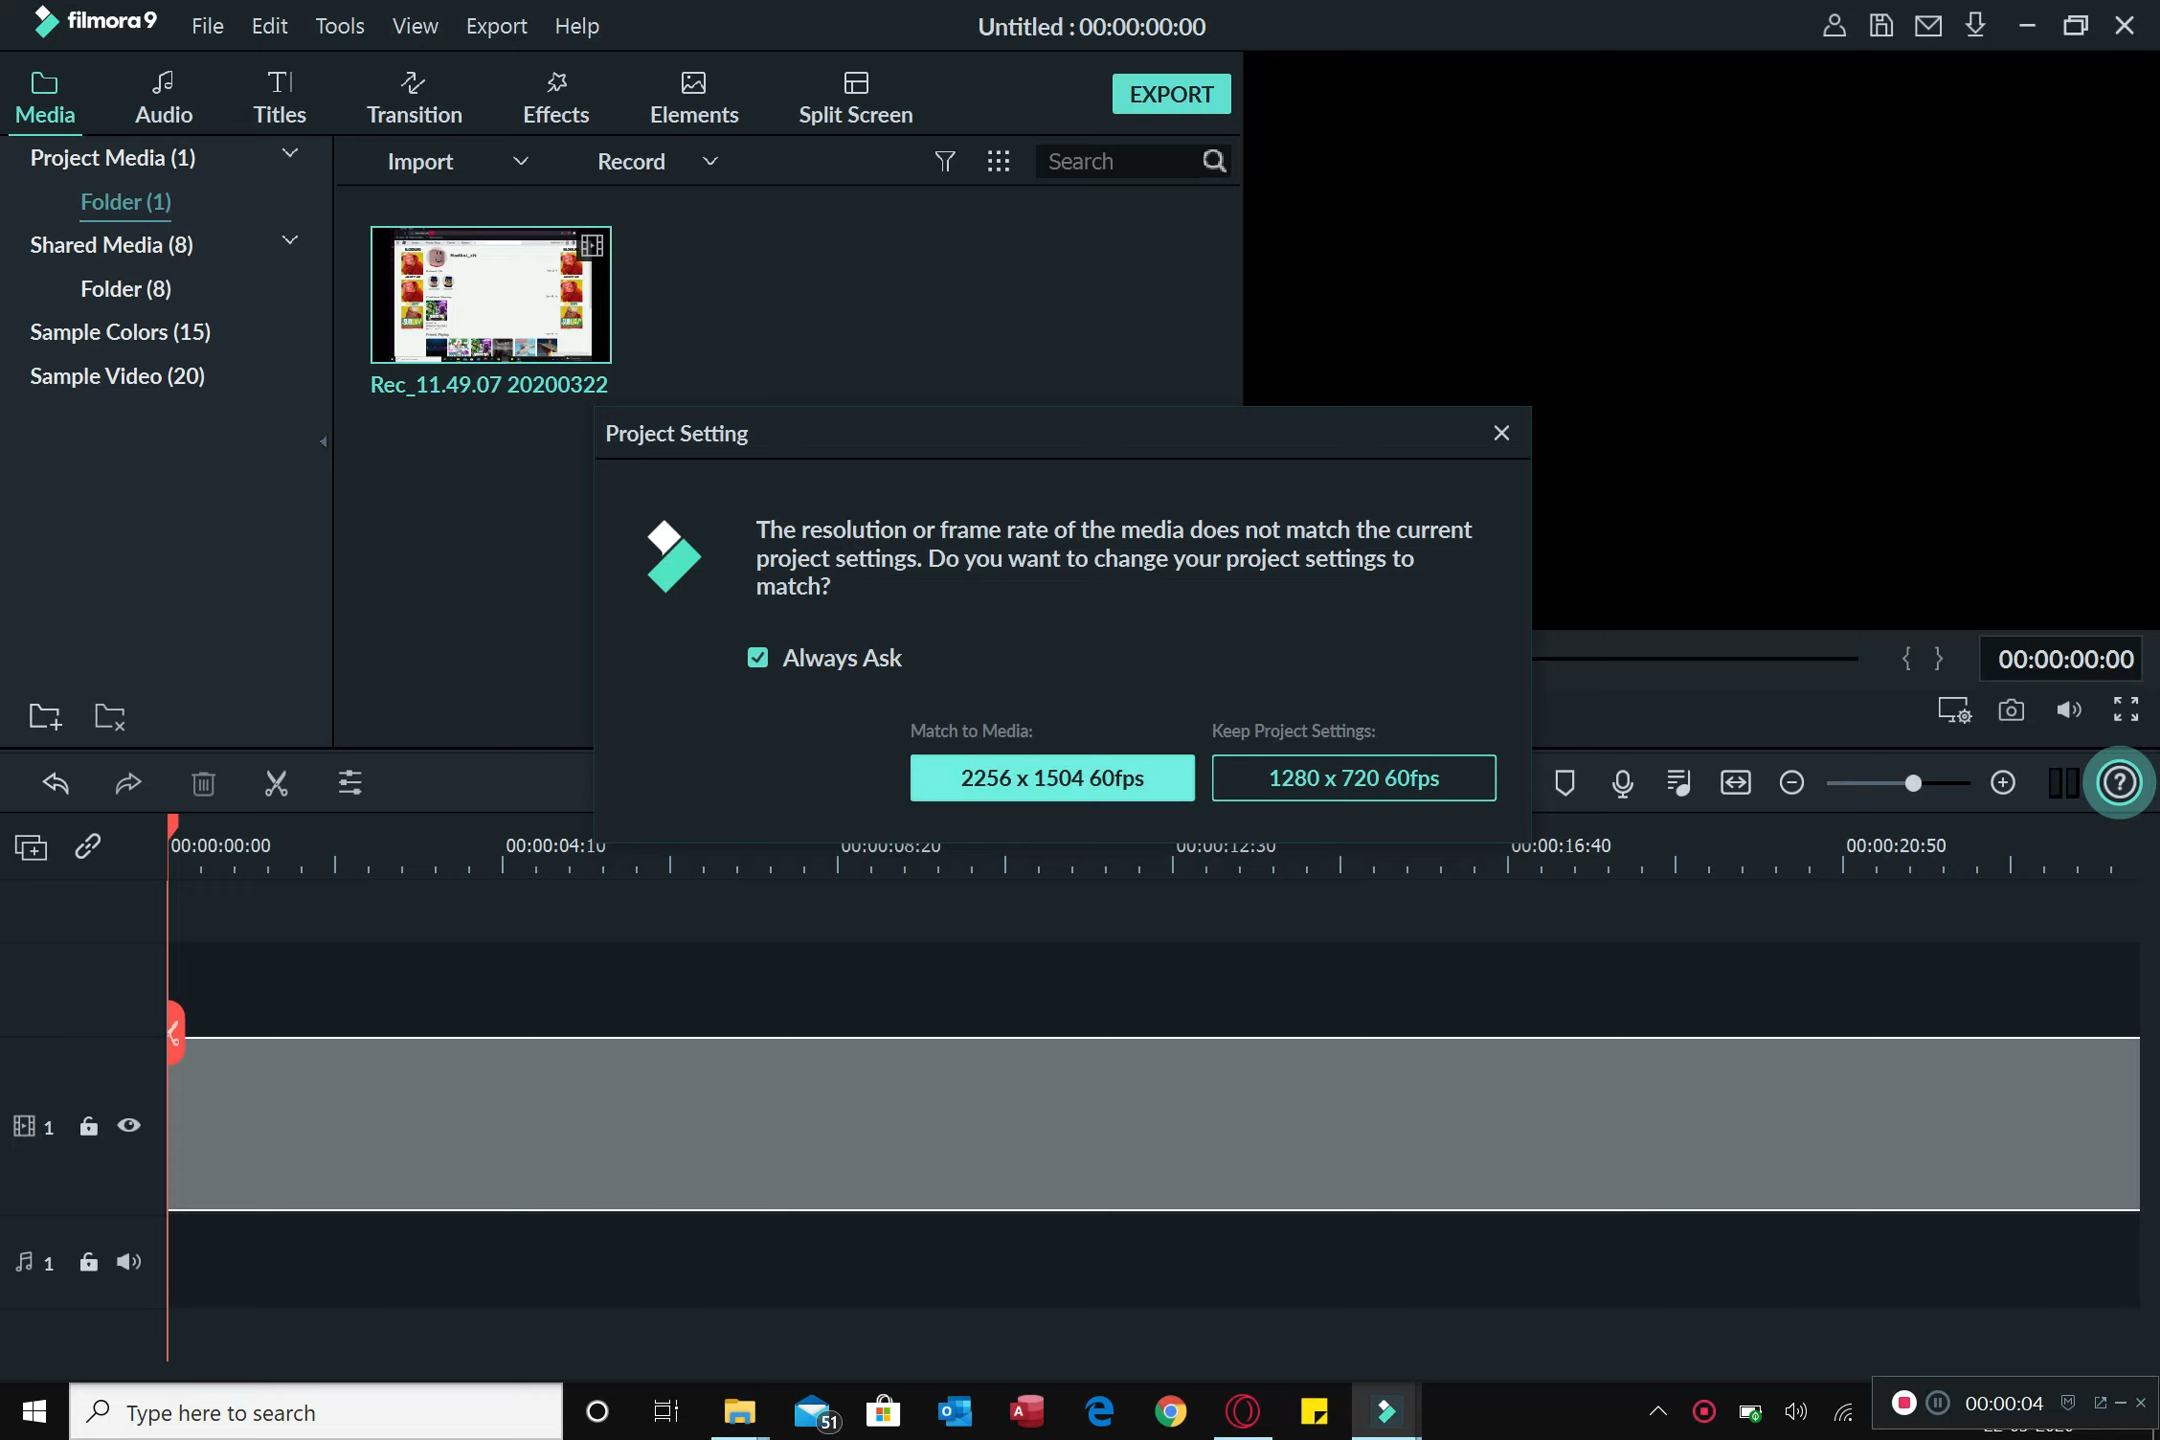 filmora9 File Edit Tools View Export Help Untitled : 00:00:00:00
Media Audio Titles Transition Effects Elements Split Screen EXPORT
Project Media (1) Import Record Search
Folder (1)
Shared Media (8)
Folder (8)
Sample Colors (15)
Sample Video (20)
Rec_11.49.07 20200322
Project Setting
The resolution or frame rate of the media does not match the current
project settings. Do you want to change your project settings to
match?
Always Ask
{ } 00:00:00:00
Match to Media: Keep Project Settings:
2256 x 1504 60fps 1280 x 720 60fps
00:00:00:00 00:00:04:10 00:00:08:20 00:00:12:30 00:00:16:40 00:00:20:50
1
1
Type here to search 51 00:00:04